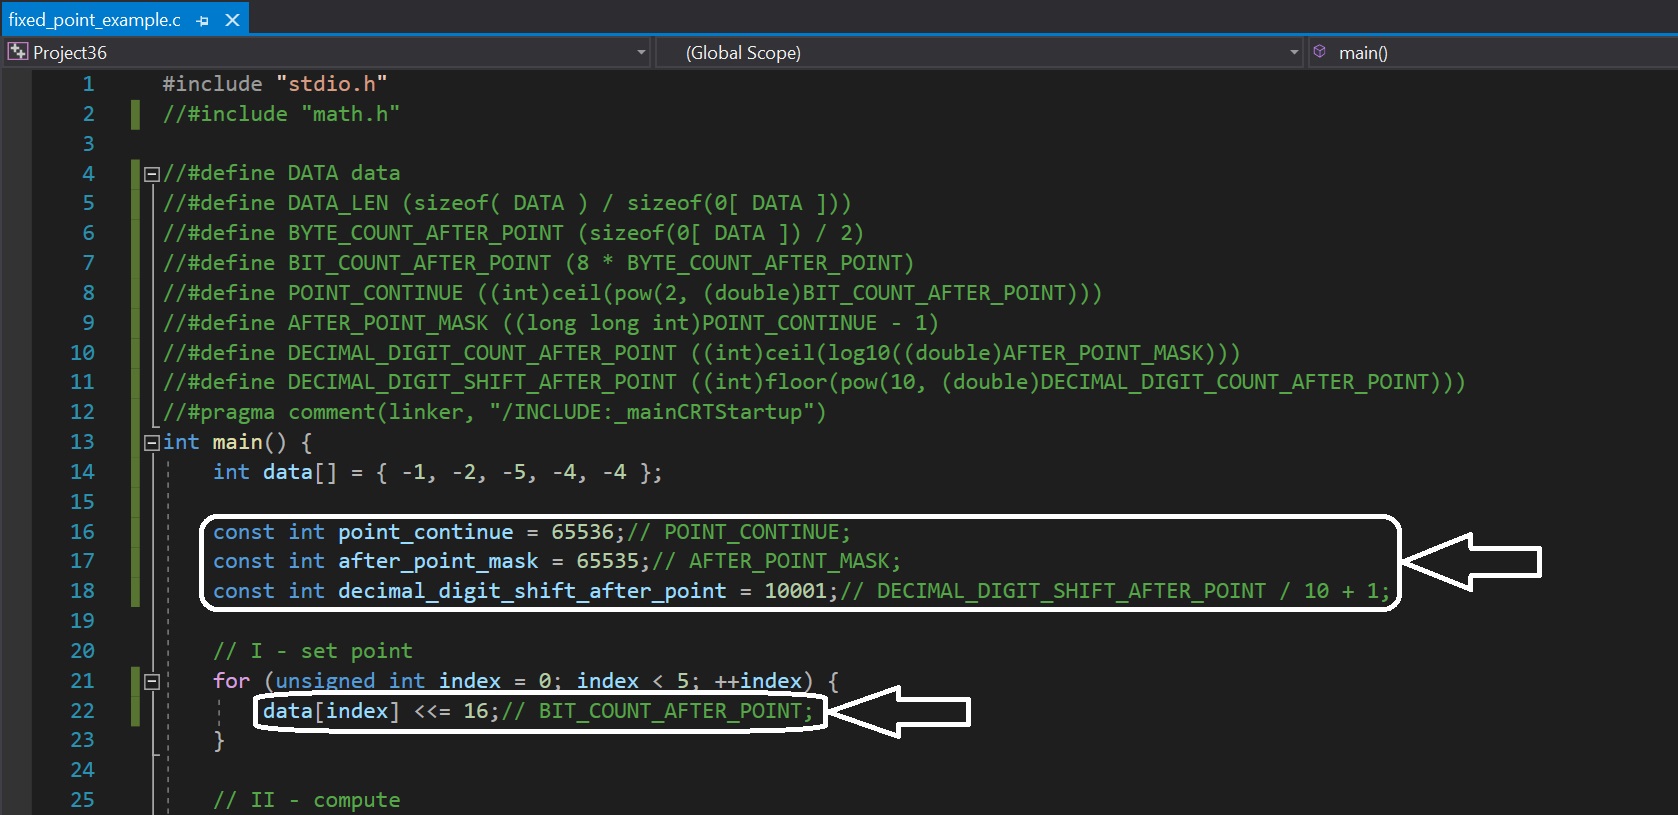 fixed_point_example.c
Project36 (Global Scope) main()
1 #include "stdio.h"
2 //#include "math.h"
3
4 //#define DATA data
5 //#define DATA_LEN (sizeof( DATA ) / sizeof(0[ DATA ]))
6 //#define BYTE_COUNT_AFTER_POINT (sizeof(0[ DATA ]) / 2)
7 //#define BIT_COUNT_AFTER_POINT (8 * BYTE_COUNT_AFTER_POINT)
8 //#define POINT_CONTINUE ((int)ceil(pow(2, (double)BIT_COUNT_AFTER_POINT)))
9 //#define AFTER_POINT_MASK ((long long int)POINT_CONTINUE - 1)
10 //#define DECIMAL_DIGIT_COUNT_AFTER_POINT ((int)ceil(log10((double)AFTER_POINT_MASK)))
11 //#define DECIMAL_DIGIT_SHIFT_AFTER_POINT ((int)floor(pow(10, (double)DECIMAL_DIGIT_COUNT_AFTER_POINT)))
12 //#pragma comment(linker, "/INCLUDE:_mainCRTStartup")
13 int main() {
14 int data[] = { -1, -2, -5, -4, -4 };
15
16 const int point_continue = 65536;// POINT_CONTINUE;
17 const int after_point_mask = 65535;// AFTER_POINT_MASK;
18 const int decimal_digit_shift_after_point = 10001;// DECIMAL_DIGIT_SHIFT_AFTER_POINT / 10 + 1;
19
20 // I - set point
21 for (unsigned int index = 0; index < 5; ++index) {
22 data[index] <<= 16;// BIT_COUNT_AFTER_POINT;
23 }
24
25 // II - compute